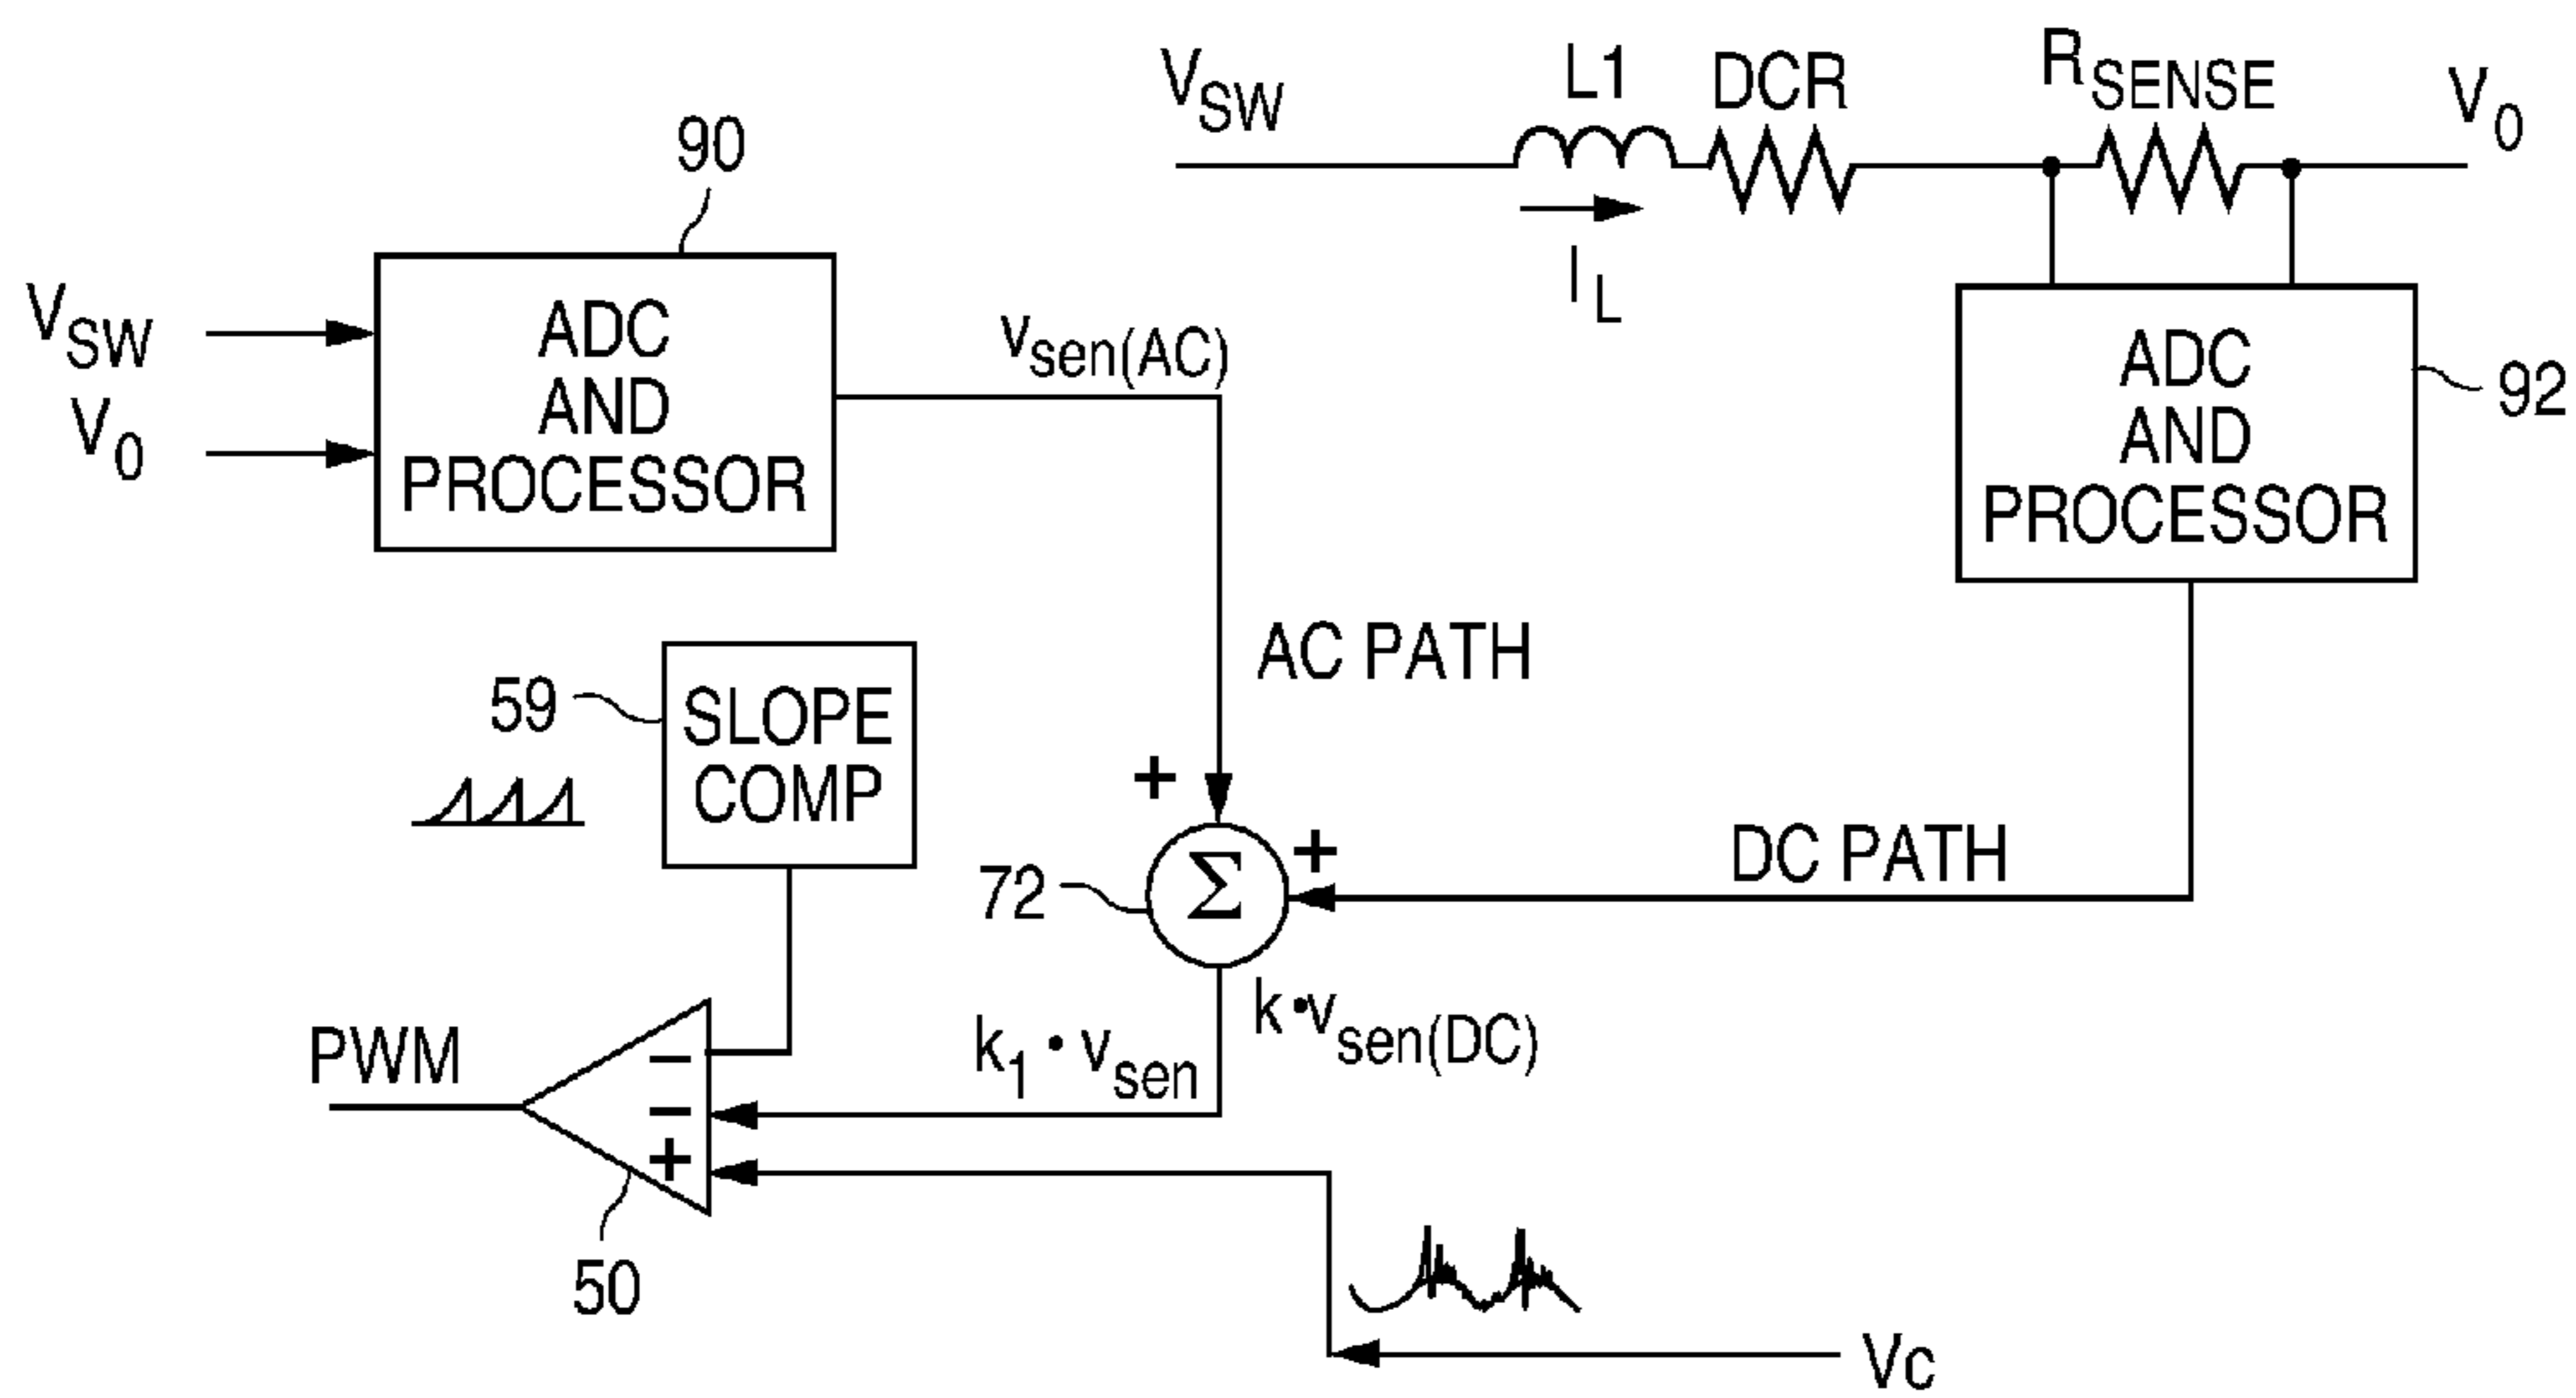 V_SW
L1
DCR
R_SENSE
V_0
I_L
90
V_SW
V_0
ADC
AND
PROCESSOR
v_sen(AC)
ADC
AND
PROCESSOR
92
AC PATH
59
SLOPE
COMP
+
+
DC PATH
72
Σ
k•v_sen(DC)
k_1 • v_sen
PWM
−
−
+
50
Vc